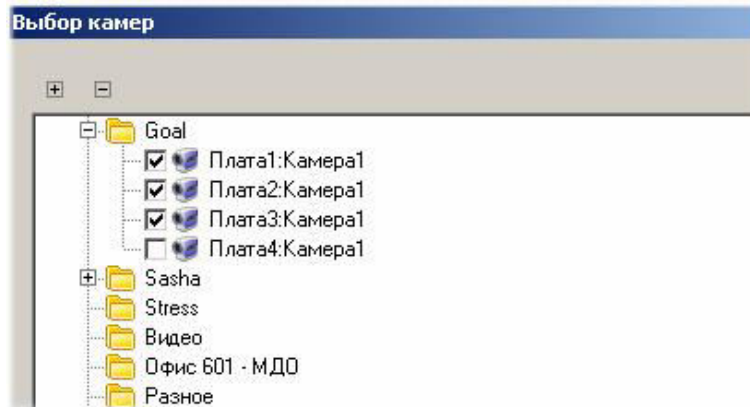 Выбор камер
Goal
Плата1:Камера1
Плата2:Камера1
Плата3:Камера1
Плата4:Камера1
Sasha
Stress
Видео
Офис 601 - МДО
Разное